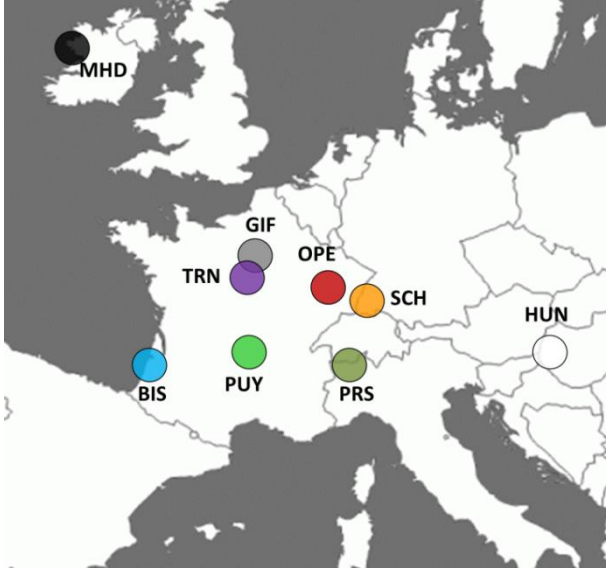 MHD
GIF
OPE
TRN
SCH
HUN
PUY
PRS
BIS